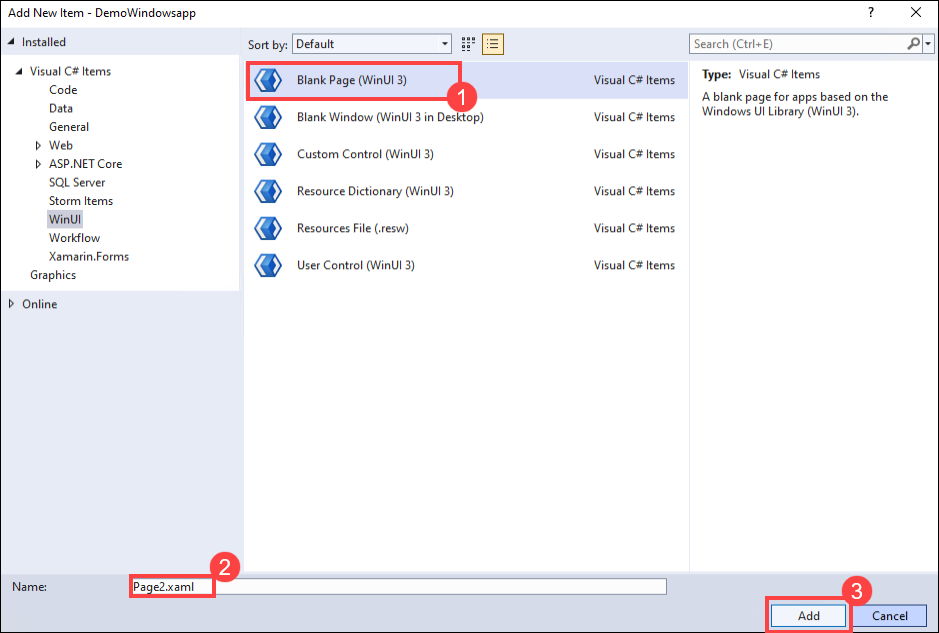 Add New Item - DemoWindowsapp
?
Installed
Sort by: Default
Search (Ctrl+E)
Visual C# Items
Code
Data
General
Web
ASP.NET Core
SQL Server
Storm Items
WinUI
Workflow
Xamarin.Forms
Graphics
Online
Blank Page (WinUI 3) Visual C# Items
1
Blank Window (WinUI 3 in Desktop) Visual C# Items
Custom Control (WinUI 3) Visual C# Items
Resource Dictionary (WinUI 3) Visual C# Items
Resources File (.resw) Visual C# Items
User Control (WinUI 3) Visual C# Items
Type: Visual C# Items
A blank page for apps based on the
Windows UI Library (WinUI 3).
2
Name: Page2.xaml
3
Add Cancel